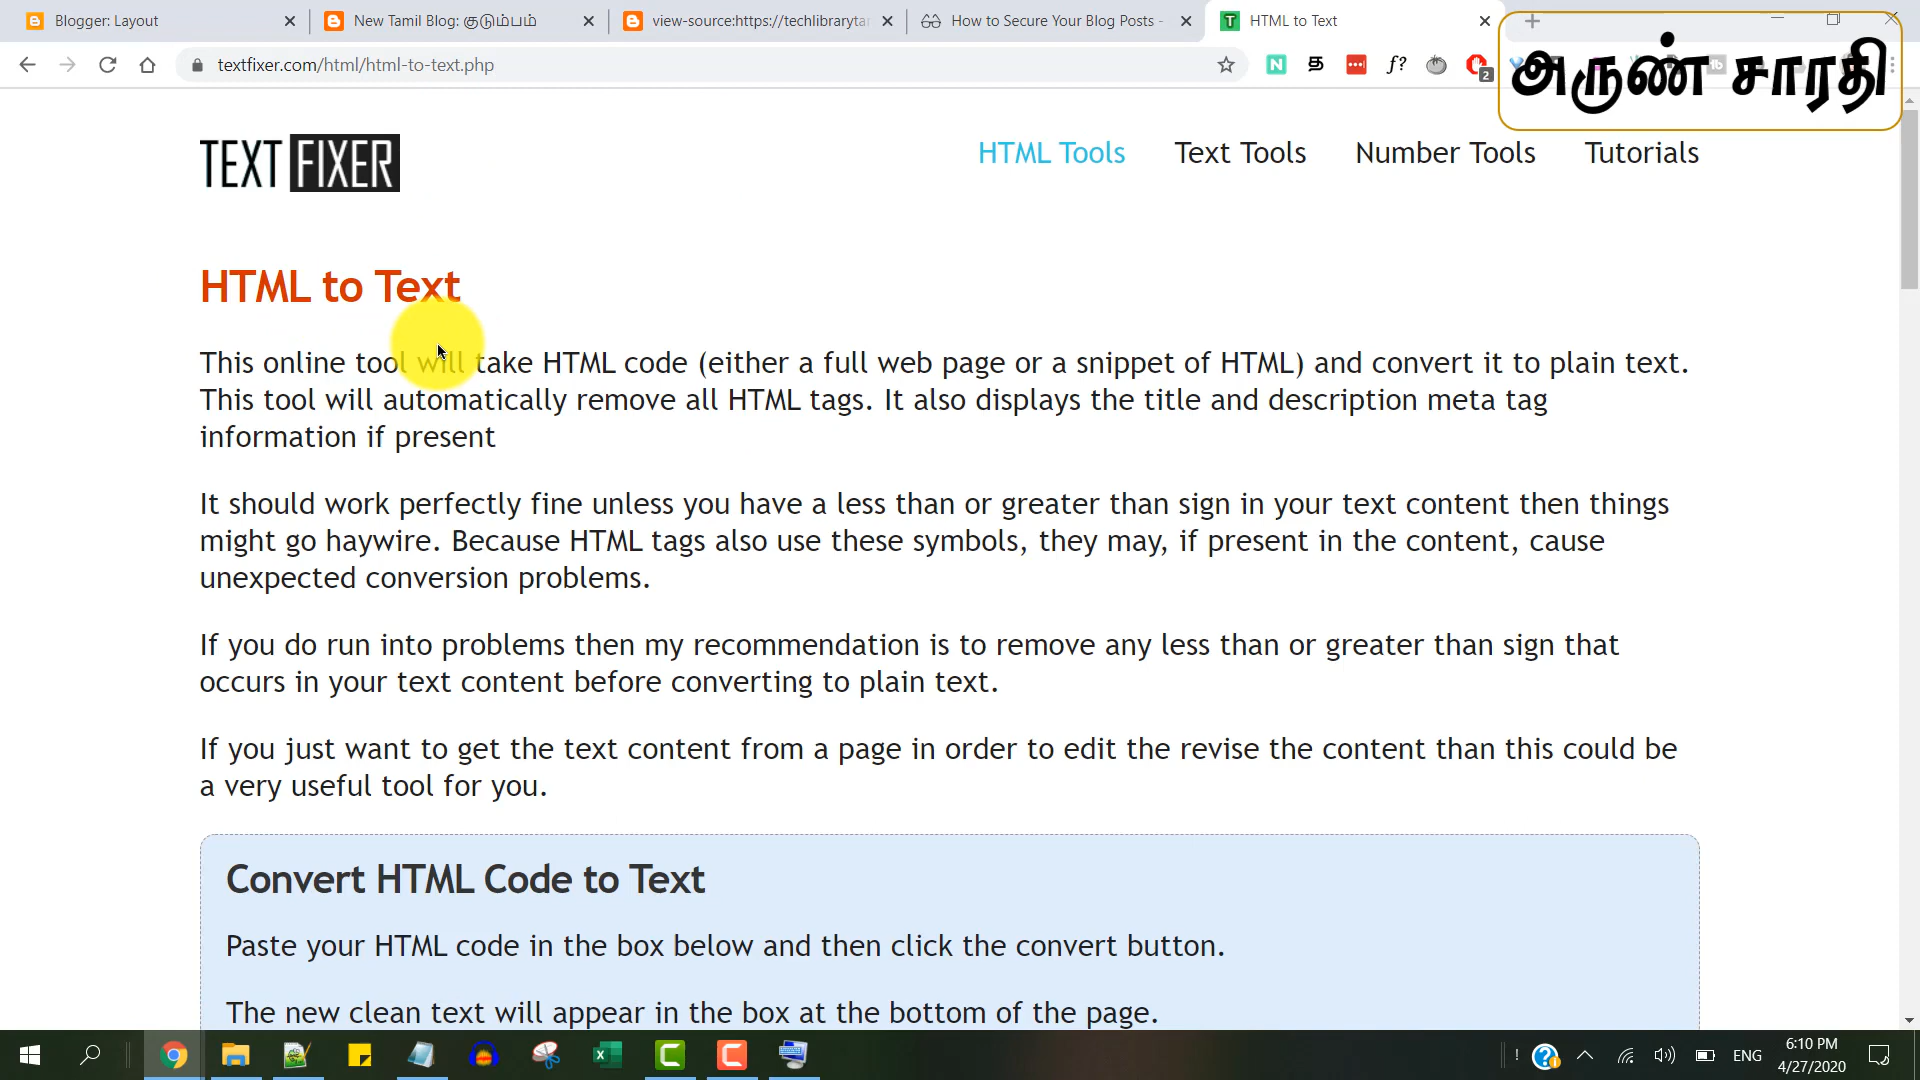 Blogger: Layout
New Tamil Blog: குடும்பம்
view-source:https://techlibrarytar
How to Secure Your Blog Posts -
HTML to Text
textfixer.com/html/html-to-text.php
f?
2
அருண் சாரதி
TEXT FIXER
HTML Tools
Text Tools
Number Tools
Tutorials
HTML to Text
This online tool will take HTML code (either a full web page or a snippet of HTML) and convert it to plain text.
This tool will automatically remove all HTML tags. It also displays the title and description meta tag
information if present
It should work perfectly fine unless you have a less than or greater than sign in your text content then things
might go haywire. Because HTML tags also use these symbols, they may, if present in the content, cause
unexpected conversion problems.
If you do run into problems then my recommendation is to remove any less than or greater than sign that
occurs in your text content before converting to plain text.
If you just want to get the text content from a page in order to edit the revise the content than this could be
a very useful tool for you.
Convert HTML Code to Text
Paste your HTML code in the box below and then click the convert button.
The new clean text will appear in the box at the bottom of the page.
ENG
6:10 PM
4/27/2020